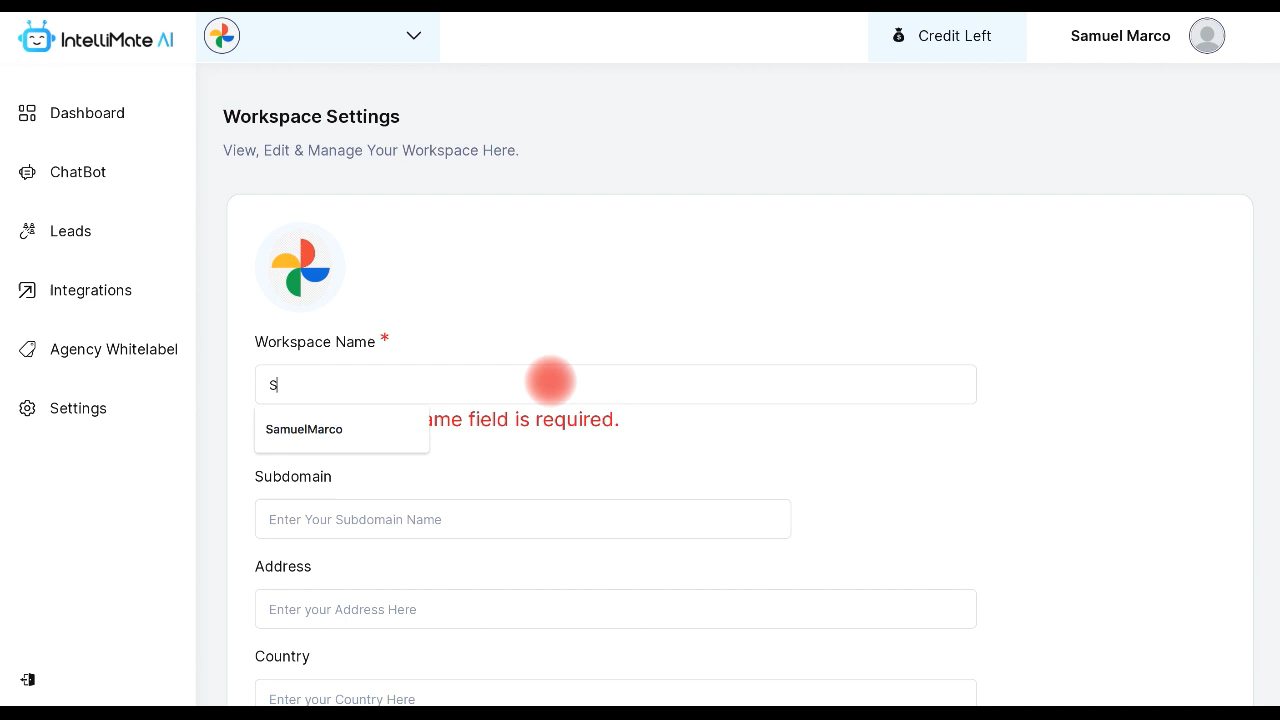 IntelliMate AI
Credit Left
Samuel Marco
Dashboard
ChatBot
Leads
Integrations
Agency Whitelabel
Settings
Workspace Settings
View, Edit & Manage Your Workspace Here.
Workspace Name *
S
SamuelMarco
ame field is required.
Subdomain
Enter Your Subdomain Name
Address
Enter your Address Here
Country
Enter your Country Here